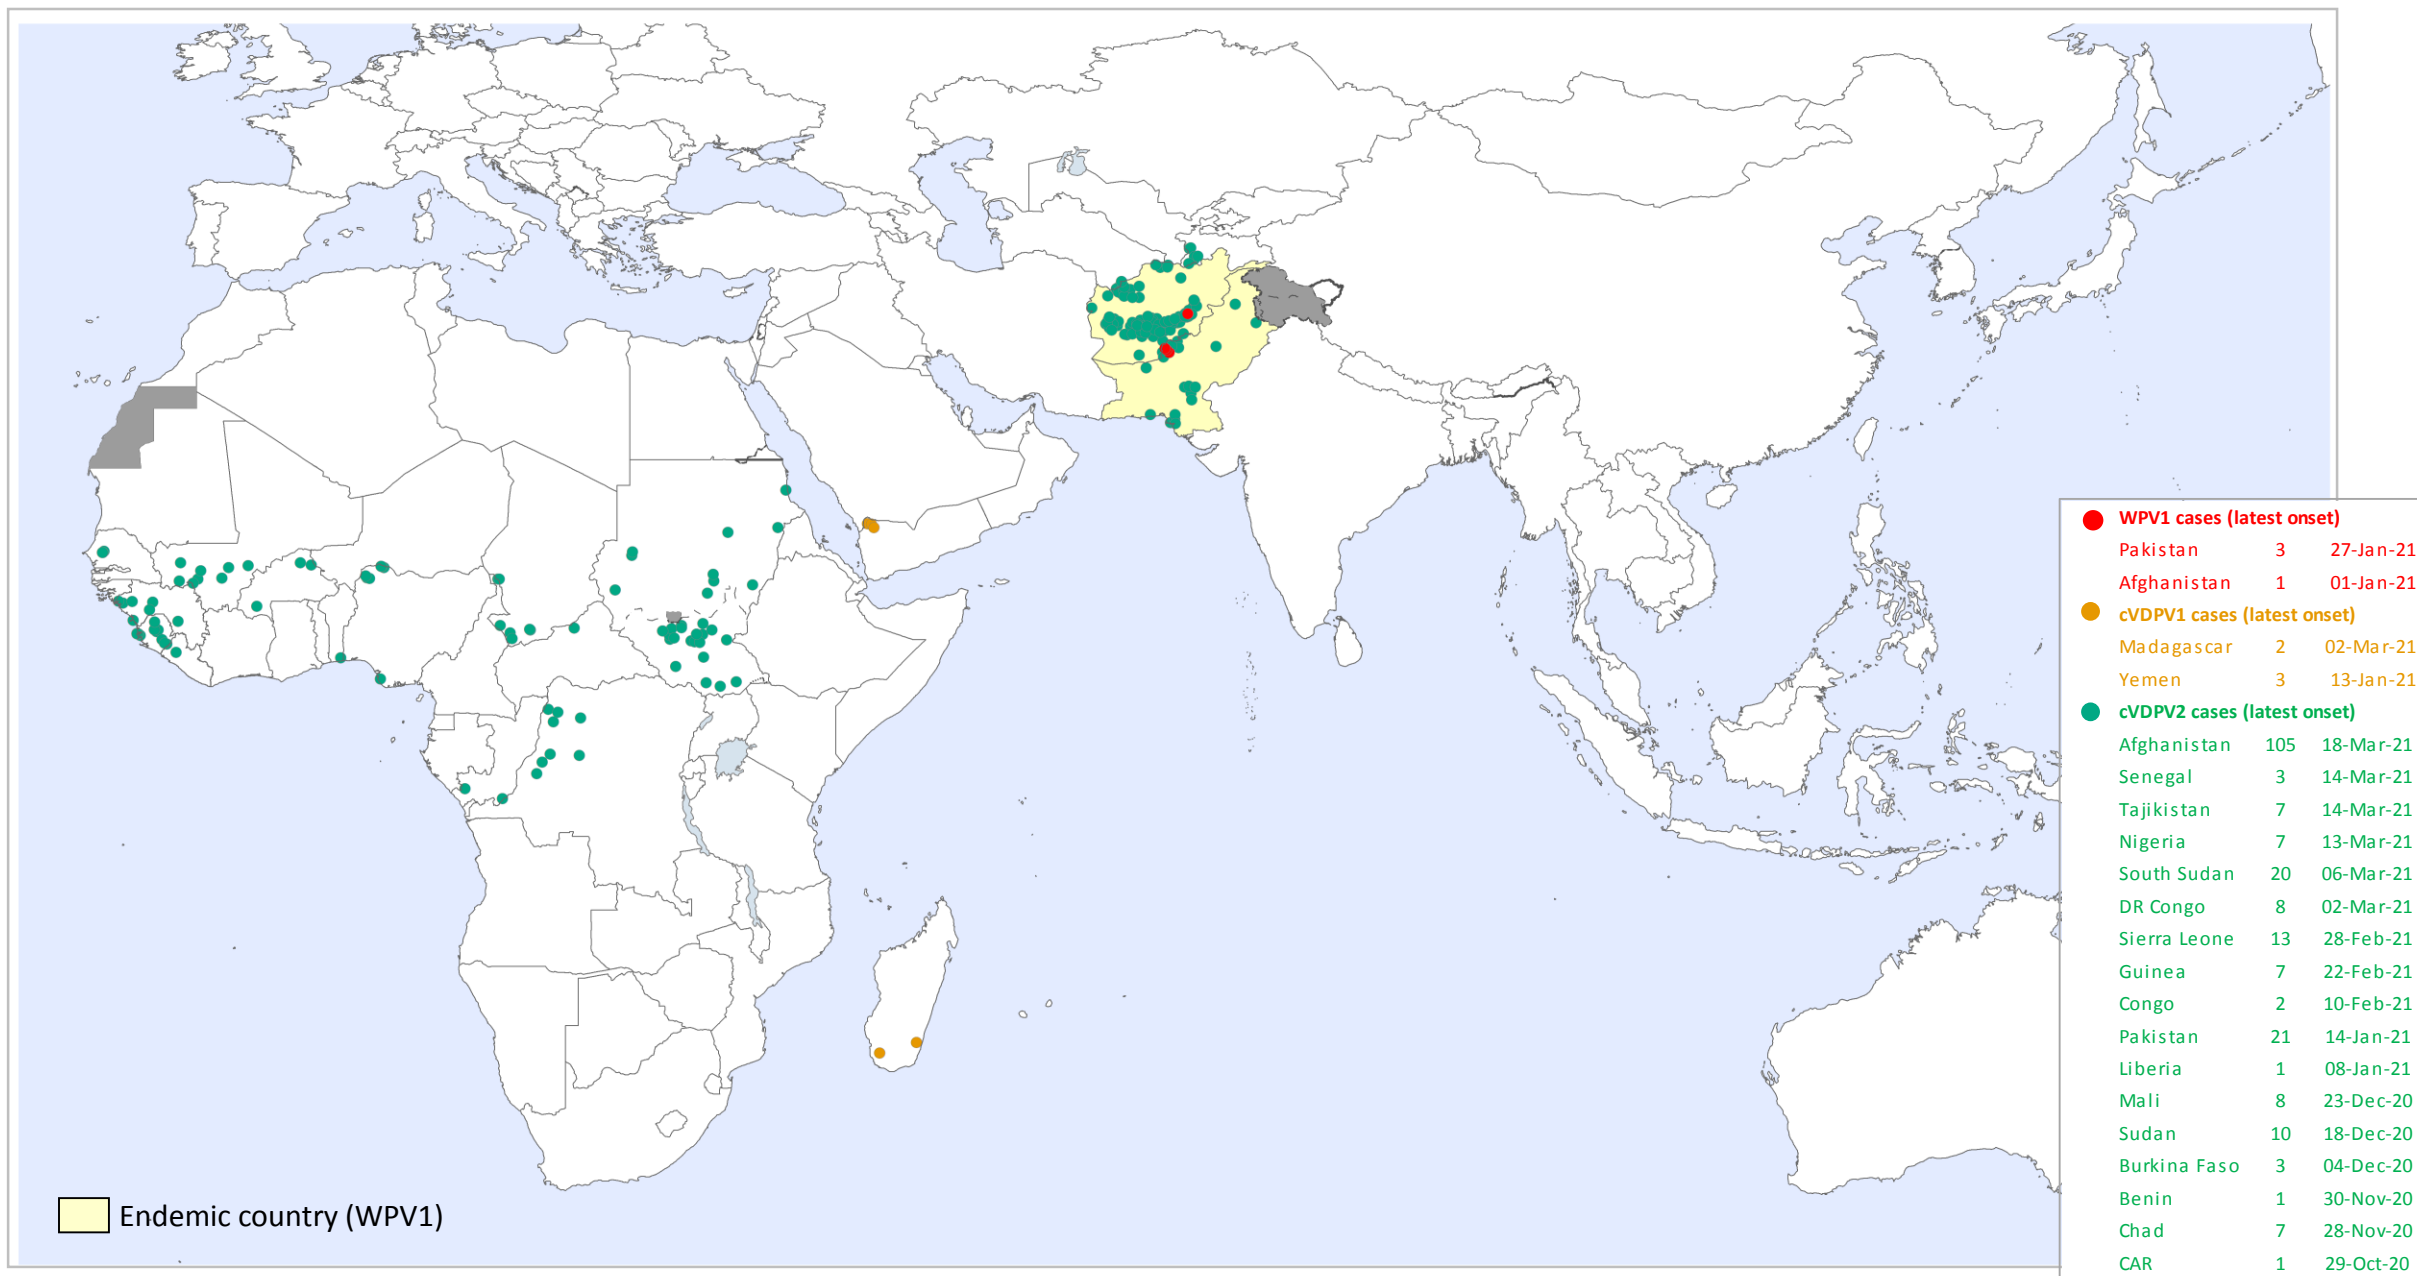 WPV1 cases (latest onset)
Pakistan 3 27-Jan-21
Afghanistan 1 01-Jan-21
cVDPV1 cases (latest onset)
Madagascar 2 02-Mar-21
Yemen 3 13-Jan-21
cVDPV2 cases (latest onset)
Afghanistan 105 18-Mar-21
Senegal 3 14-Mar-21
Tajikistan 7 14-Mar-21
Nigeria 7 13-Mar-21
South Sudan 20 06-Mar-21
DR Congo 8 02-Mar-21
Sierra Leone 13 28-Feb-21
Guinea 7 22-Feb-21
Congo 2 10-Feb-21
Pakistan 21 14-Jan-21
Liberia 1 08-Jan-21
Mali 8 23-Dec-20
Sudan 10 18-Dec-20
Burkina Faso 3 04-Dec-20
Benin 1 30-Nov-20
Chad 7 28-Nov-20
CAR 1 29-Oct-20
Endemic country (WPV1)